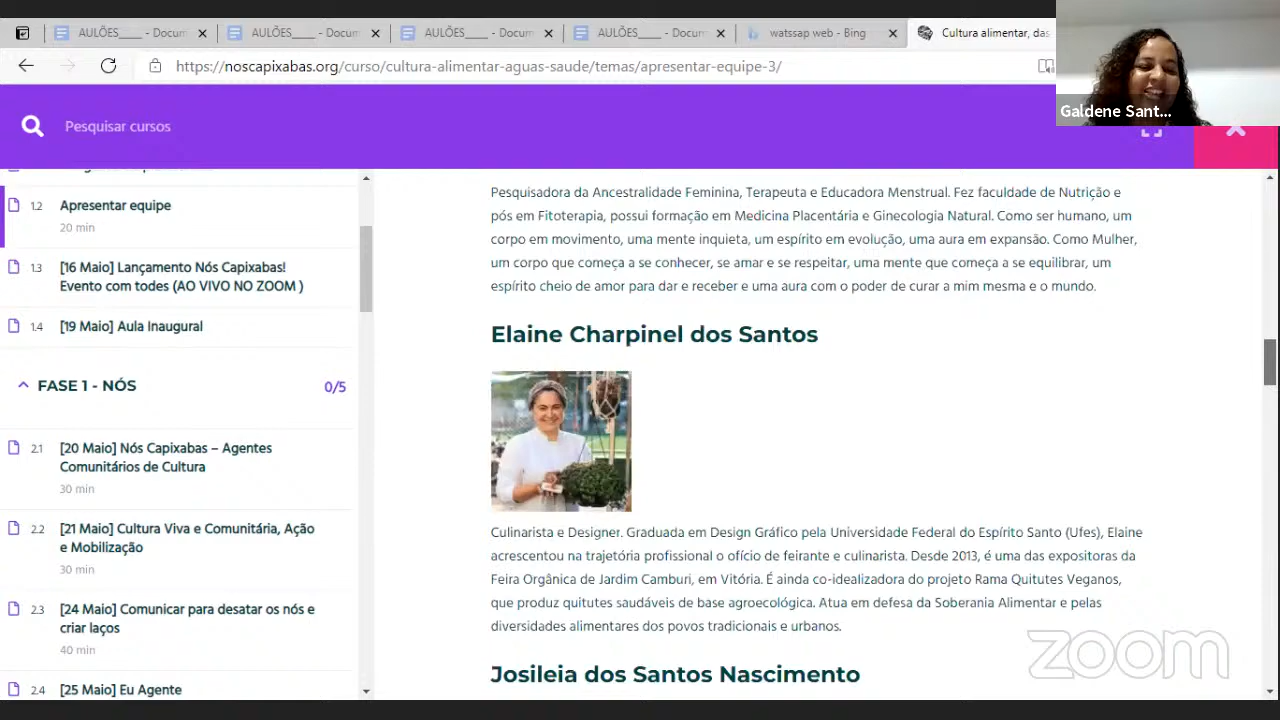 AULÕES____ - Docum
AULÕES____ - Docum
AULÕES____ - Docum
AULÕES____ - Docum
watssap web - Bing
Cultura alimentar, das
https://noscapixabas.org/curso/cultura-alimentar-aguas-saude/temas/apresentar-equipe-3/
Galdene Sant...
Pesquisar cursos
1.2 Apresentar equipe
20 min
1.3 [16 Maio] Lançamento Nós Capixabas!
Evento com todes (AO VIVO NO ZOOM )
1.4 [19 Maio] Aula Inaugural
FASE 1 - NÓS 0/5
2.1 [20 Maio] Nós Capixabas – Agentes
Comunitários de Cultura
30 min
2.2 [21 Maio] Cultura Viva e Comunitária, Ação
e Mobilização
30 min
2.3 [24 Maio] Comunicar para desatar os nós e
criar laços
40 min
2.4 [25 Maio] Eu Agente
Pesquisadora da Ancestralidade Feminina, Terapeuta e Educadora Menstrual. Fez faculdade de Nutrição e
pós em Fitoterapia, possui formação em Medicina Placentária e Ginecologia Natural. Como ser humano, um
corpo em movimento, uma mente inquieta, um espírito em evolução, uma aura em expansão. Como Mulher,
um corpo que começa a se conhecer, se amar e se respeitar, uma mente que começa a se equilibrar, um
espírito cheio de amor para dar e receber e uma aura com o poder de curar a mim mesma e o mundo.
Elaine Charpinel dos Santos
Culinarista e Designer. Graduada em Design Gráfico pela Universidade Federal do Espírito Santo (Ufes), Elaine
acrescentou na trajetória profissional o ofício de feirante e culinarista. Desde 2013, é uma das expositoras da
Feira Orgânica de Jardim Camburi, em Vitória. É ainda co-idealizadora do projeto Rama Quitutes Veganos,
que produz quitutes saudáveis de base agroecológica. Atua em defesa da Soberania Alimentar e pelas
diversidades alimentares dos povos tradicionais e urbanos.
Josileia dos Santos Nascimento
zoom